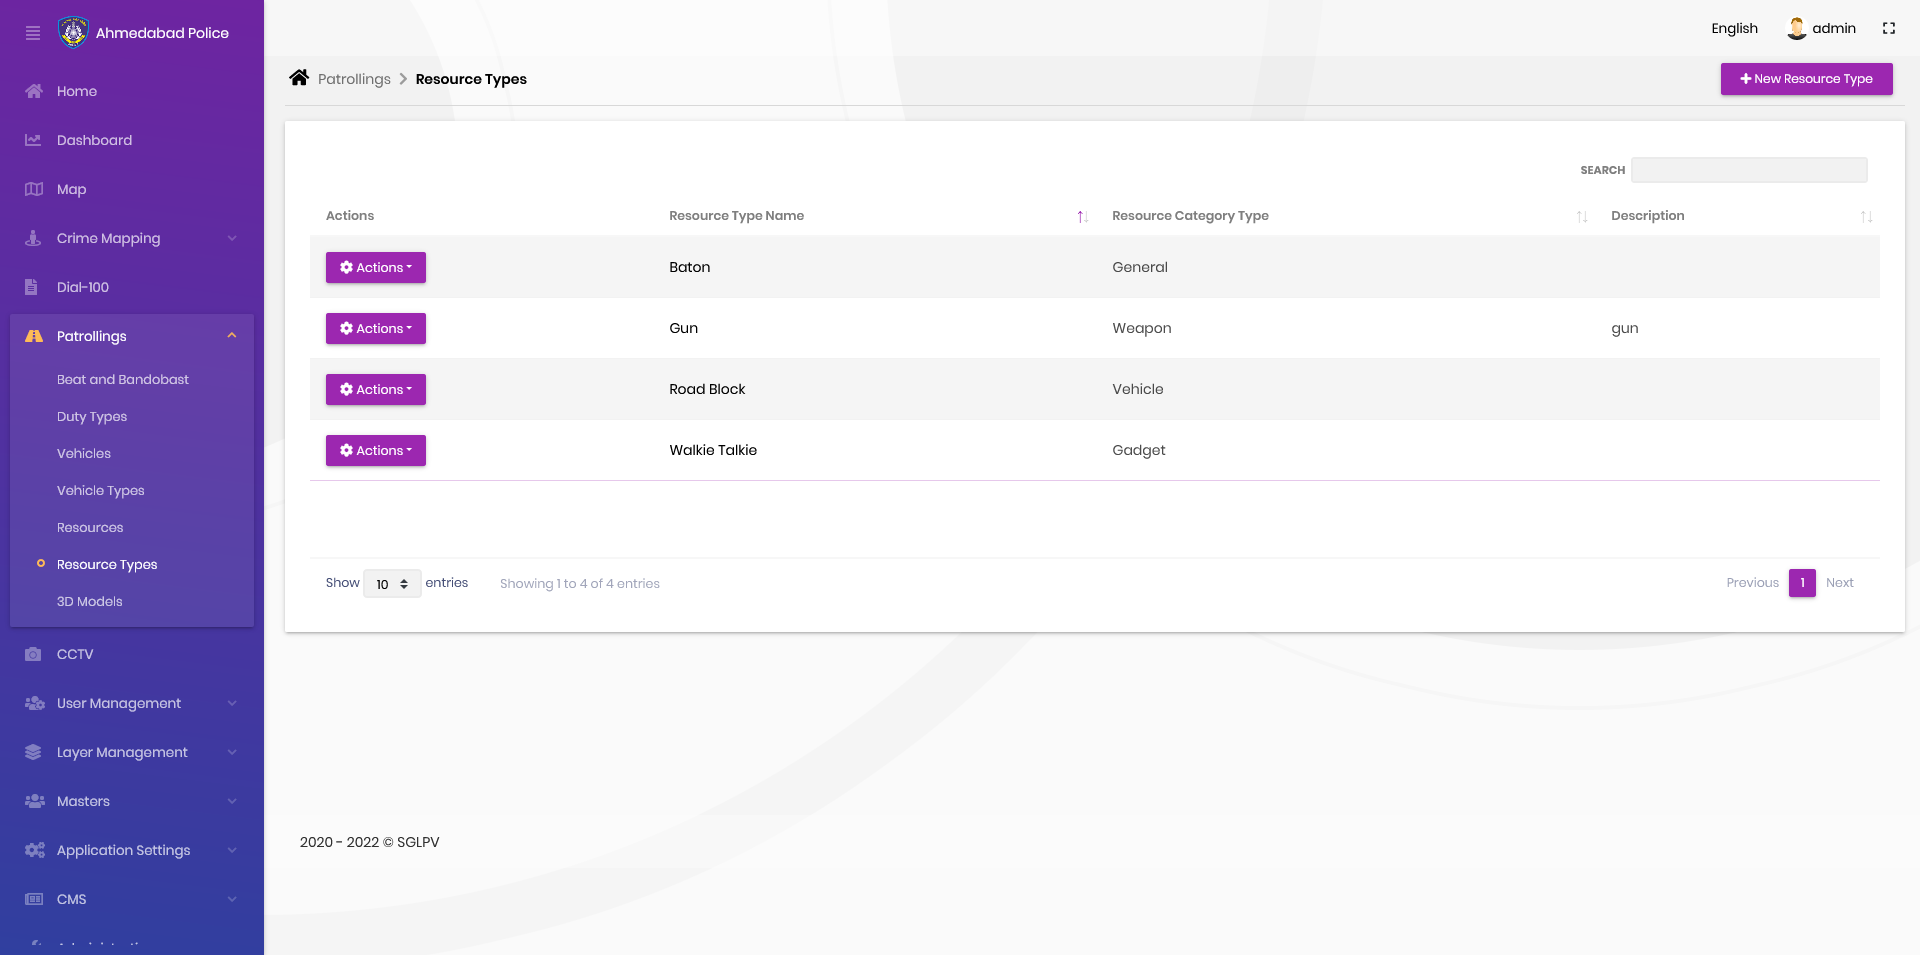 Ahmedabad Police
English
admin
Home
Dashboard
Map
Crime Mapping
Dial-100
Patrollings
Beat and Bandobast
Duty Types
Vehicles
Vehicle Types
Resources
Resource Types
3D Models
CCTV
User Management
Layer Management
Masters
Application Settings
CMS
Patrollings > Resource Types
New Resource Type
SEARCH
Actions Resource Type Name Resource Category Type Description
Actions Baton General
Actions Gun Weapon gun
Actions Road Block Vehicle
Actions Walkie Talkie Gadget
Show 10 entries Showing 1 to 4 of 4 entries Previous 1 Next
2020 - 2022 © SGLPV